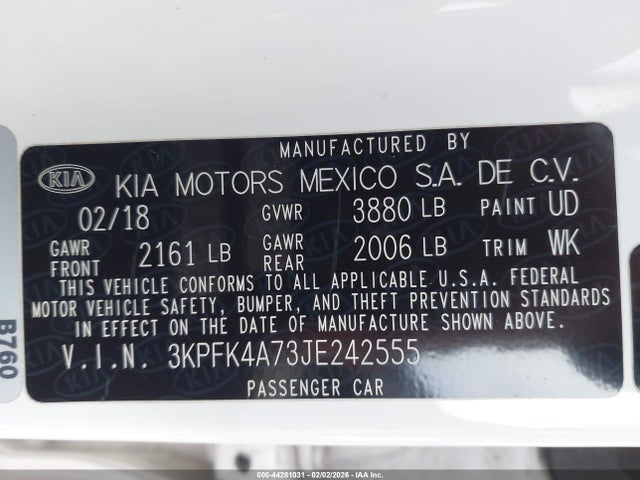 MANUFACTURED BY
KIA KIA MOTORS MEXICO S.A. DE C.V.
02/18 GVWR 3880 LB PAINT UD
GAWR FRONT 2161 LB GAWR REAR 2006 LB TRIM WK
THIS VEHICLE CONFORMS TO ALL APPLICABLE U.S.A. FEDERAL
MOTOR VEHICLE SAFETY, BUMPER, AND THEFT PREVENTION STANDARDS
IN EFFECT ON THE DATE OF MANUFACTURE SHOWN ABOVE.
V.I.N. 3KPFK4A73JE242555
PASSENGER CAR
B760
000-44281031 - 02/02/2026 - IAAI Inc. (c)